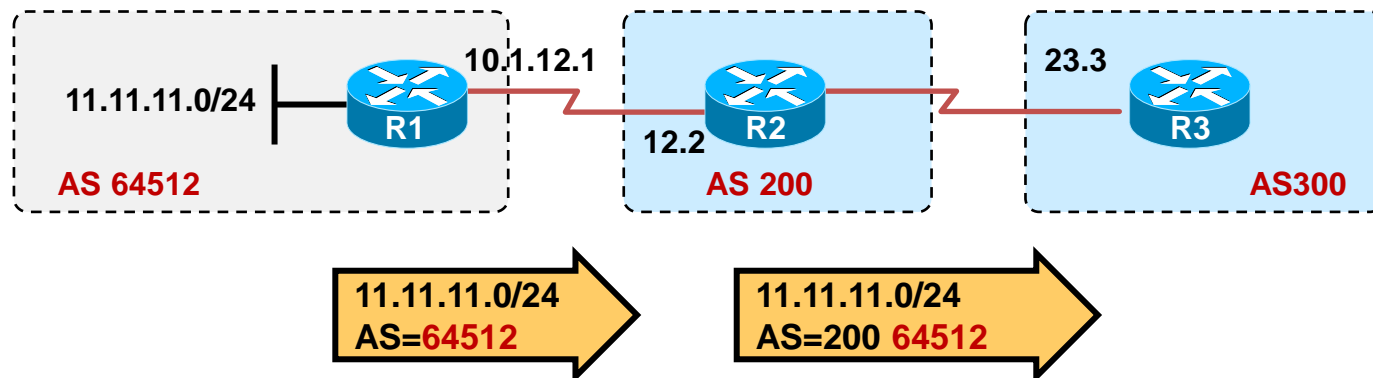 10.1.12.1
23.3
11.11.11.0/24
R1
R2
R3
12.2
AS 64512
AS 200
AS300
11.11.11.0/24
AS=64512
11.11.11.0/24
AS=200 64512